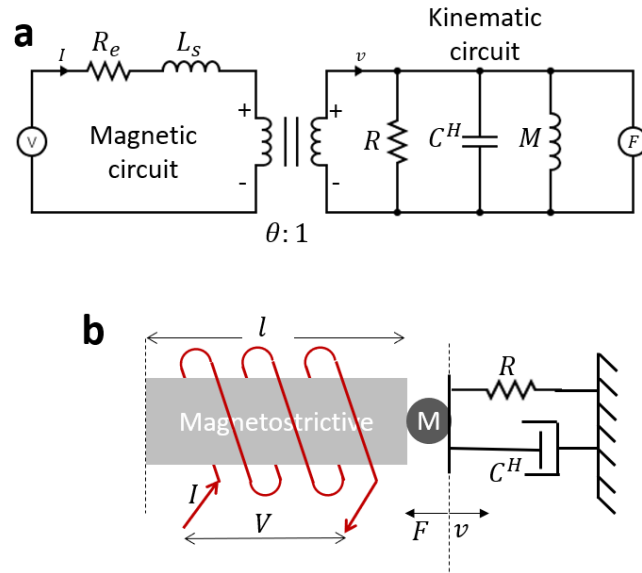 a
Kinematic
circuit
I
R_e
L_s
v
+
+
V
Magnetic
circuit
R
C^H
M
F
-
-
θ: 1
b
l
R
Magnetostrictive
M
C^H
I
V
F
v